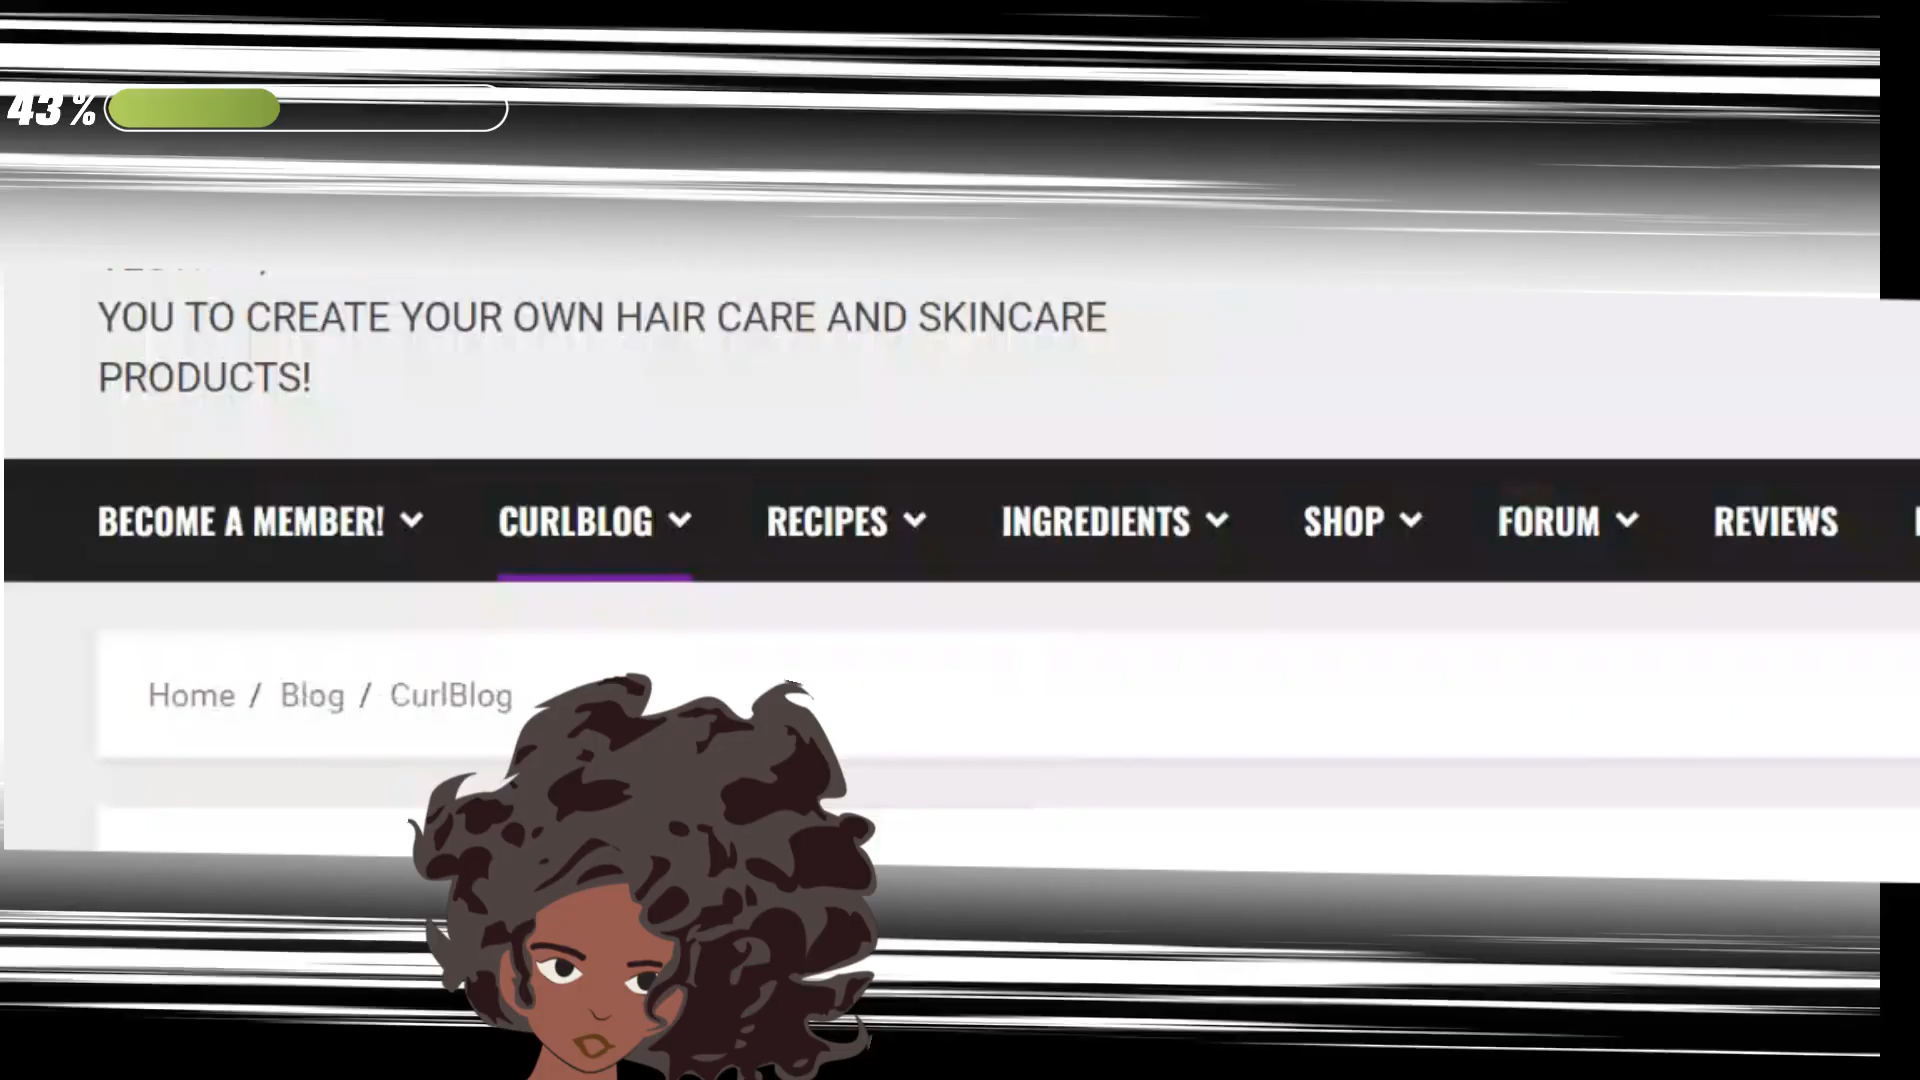 43%
YOU TO CREATE YOUR OWN HAIR CARE AND SKINCARE
PRODUCTS!
BECOME A MEMBER! CURLBLOG RECIPES INGREDIENTS SHOP FORUM REVIEWS
Home / Blog / CurlBlog